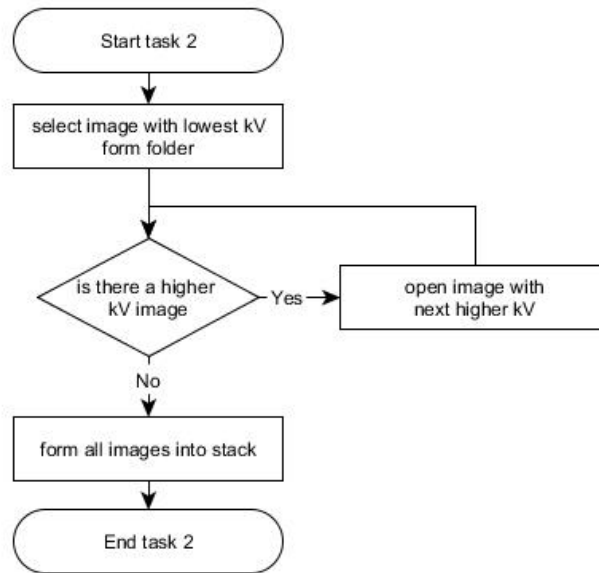 Start task 2
select image with lowest kV
form folder
is there a higher
kV image
Yes
open image with
next higher kV
No
form all images into stack
End task 2